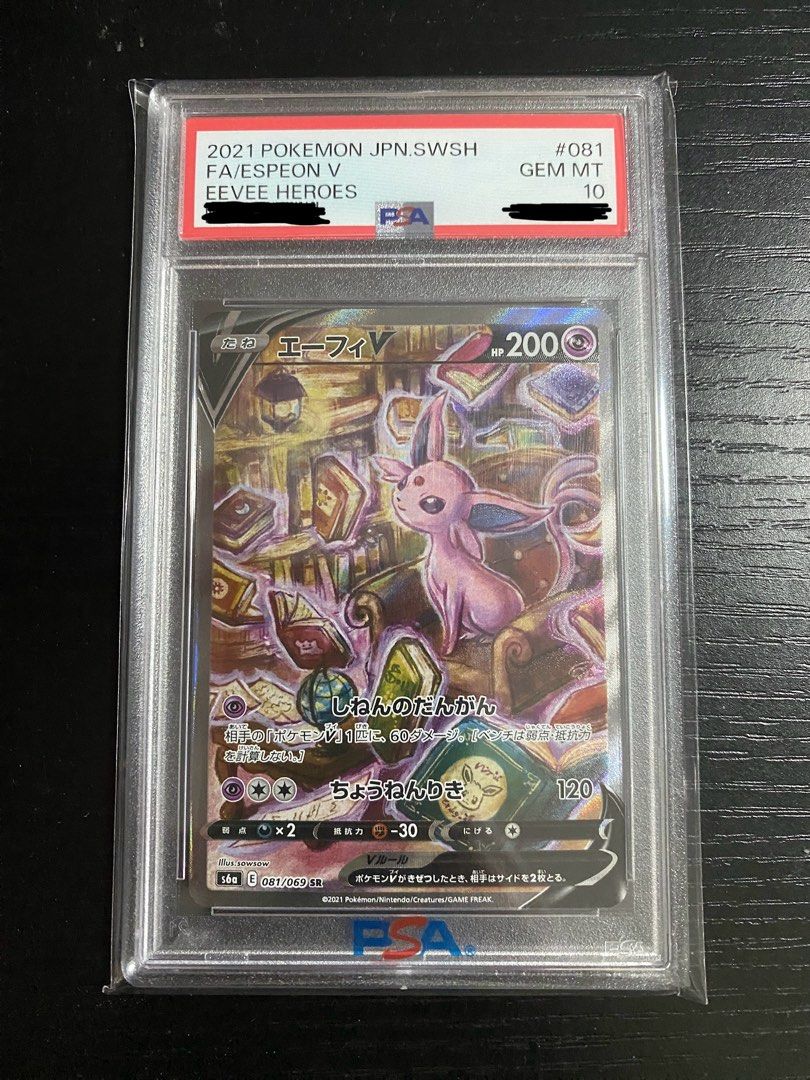 2021 POKEMON JPN.SWSH #081
FA/ESPEON V GEM MT
EEVEE HEROES 10
PSA
たね エーフィV HP 200
しねんのだんがん
相手の「ポケモンV」1匹に、60ダメージ。[ベンチは弱点・抵抗力
を計算しない。]
ちょうねんりき 120
弱点 ×2 抵抗力 -30 にげる
Vルール
ポケモンVがきぜつしたとき、相手はサイドを2枚とる。
Illus.sowsow
s6a E 081/069 SR
©2021 Pokémon/Nintendo/Creatures/GAME FREAK.
PSA®